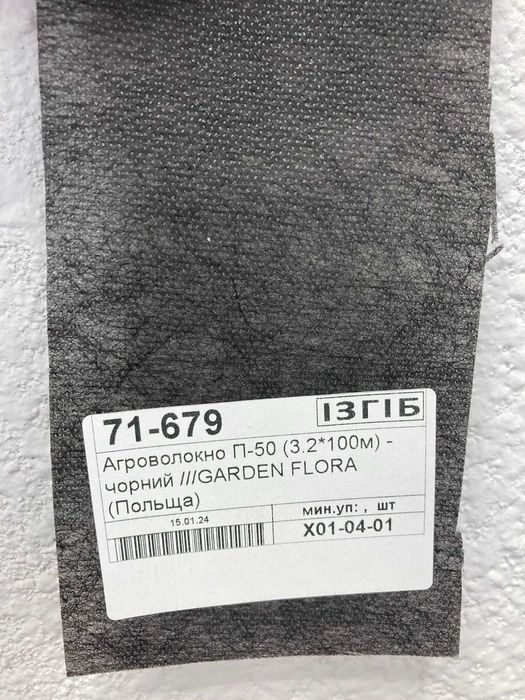 71-679
ІЗГІБ
Агроволокно П-50 (3.2*100м) -
чорний ///GARDEN FLORA
(Польща)
15.01.24
мин.уп: , шт
X01-04-01